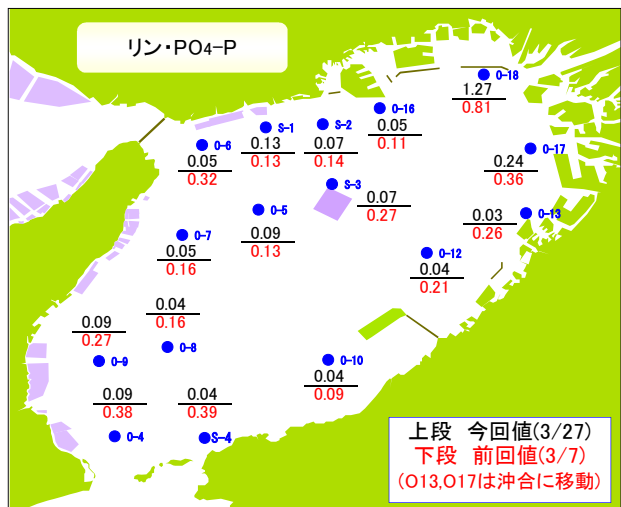 リン・PO4-P
O-18
1.27
0.81
O-16
0.05
0.11
S-2
0.07
0.14
S-1
0.13
0.13
O-6
0.05
0.32
O-17
0.24
0.36
S-3
0.07
0.27
O-5
0.09
0.13
O-13
0.03
0.26
O-7
0.05
0.16
O-12
0.04
0.21
0.04
0.16
O-8
0.09
0.27
O-9
O-10
0.04
0.09
0.09
0.38
O-4
0.04
0.39
S-4
上段 今回値(3/27)
下段 前回値(3/7)
(O13,O17は沖合に移動)